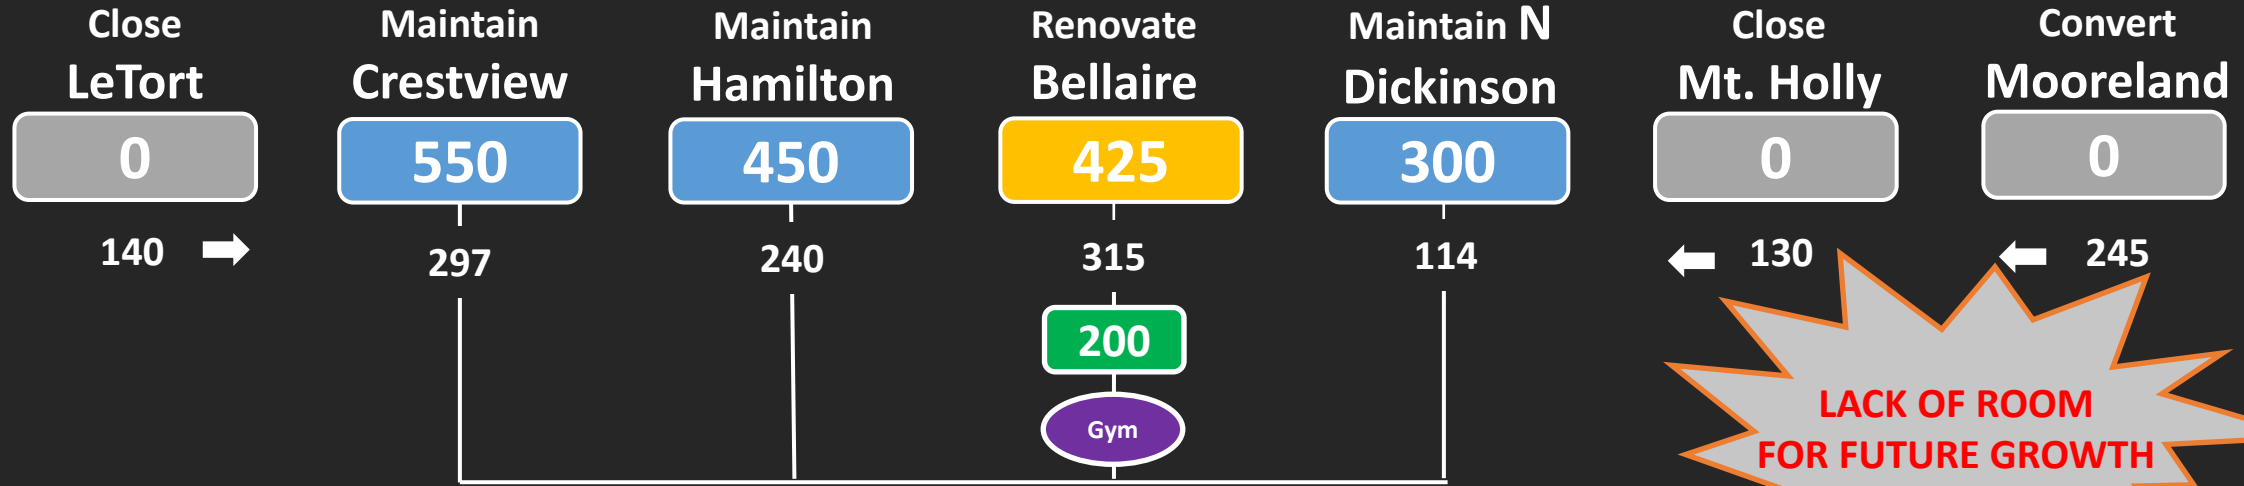 Close
LeTort
0
140
Maintain
Crestview
550
297
Maintain
Hamilton
450
240
Renovate
Bellaire
425
315
200
Gym
Maintain N
Dickinson
300
114
Close
Mt. Holly
0
130
Convert
Mooreland
0
245
LACK OF ROOM
FOR FUTURE GROWTH